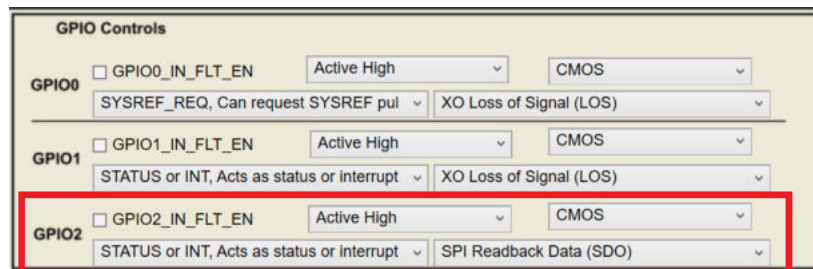 GPIO Controls
GPIO0
GPIO0_IN_FLT_EN Active High CMOS
SYSREF_REQ, Can request SYSREF pul XO Loss of Signal (LOS)
GPIO1
GPIO1_IN_FLT_EN Active High CMOS
STATUS or INT, Acts as status or interrupt XO Loss of Signal (LOS)
GPIO2
GPIO2_IN_FLT_EN Active High CMOS
STATUS or INT, Acts as status or interrupt SPI Readback Data (SDO)